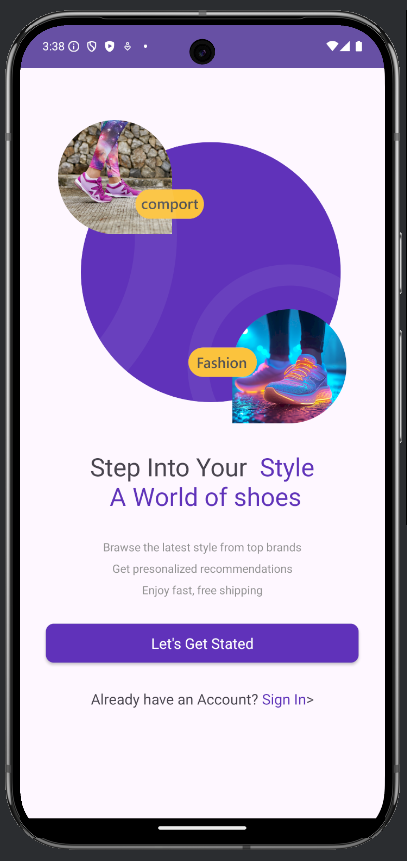 3:38
comport
Fashion
Step Into Your Style
A World of shoes
Brawse the latest style from top brands
Get presonalized recommendations
Enjoy fast, free shipping
Let's Get Stated
Already have an Account? Sign In>